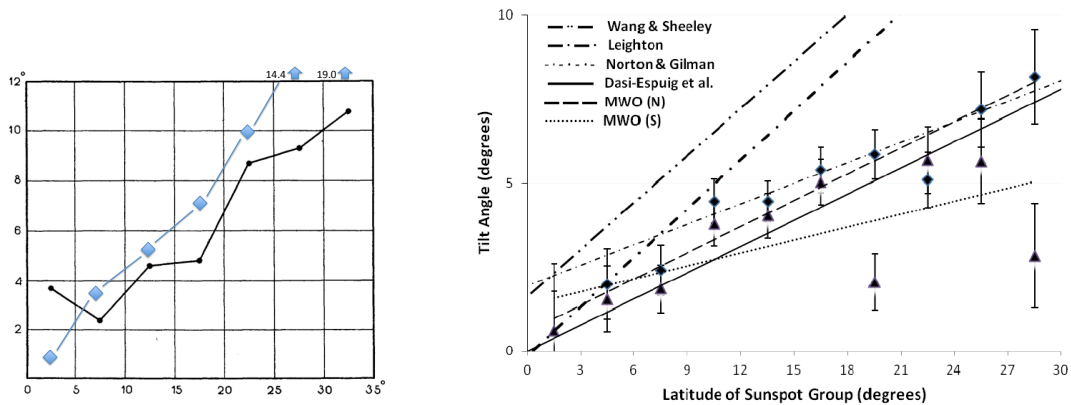 12°
10
8
6
4
2
0 5 10 15 20 25 30 35°
14.4 19.0
10
5
0
Tilt Angle (degrees)
Wang & Sheeley
Leighton
Norton & Gilman
Dasi-Espuig et al.
MWO (N)
MWO (S)
0 3 6 9 12 15 18 21 24 27 30
Latitude of Sunspot Group (degrees)